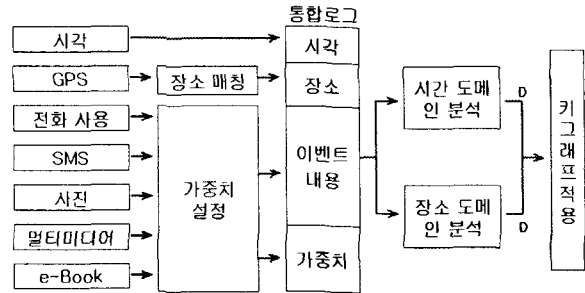 통합로그
시각
시각
GPS
장소 매칭
장소
전화 사용
SMS
사진
멀티미디어
e-Book
가중치
설정
이벤트
내용
가중치
시간 도메
인 분석
D
장소 도메
인 분석
D
키그래프적용